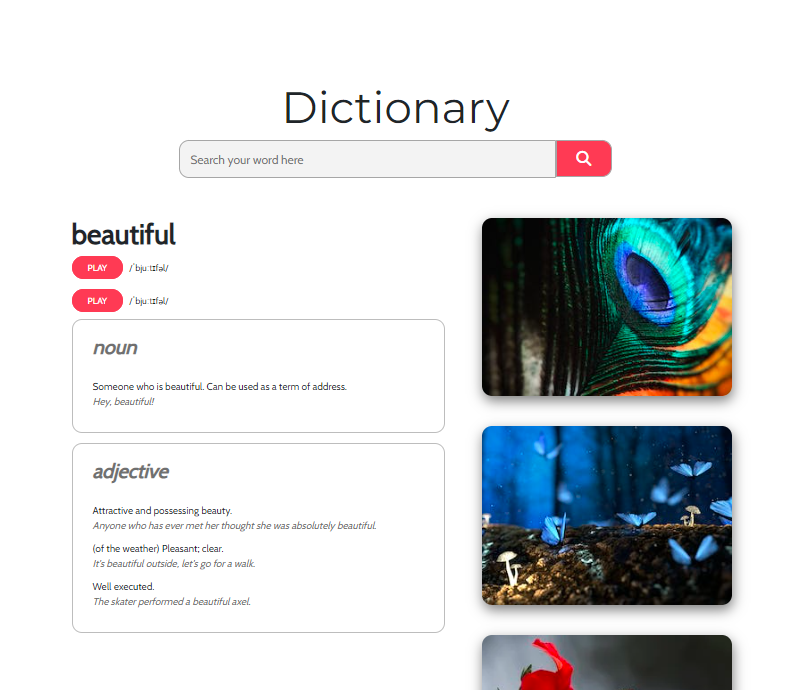 Dictionary
Search your word here
beautiful
PLAY /ˈbjuːtɪfəl/
PLAY /ˈbjuːtɪfəl/
noun
Someone who is beautiful. Can be used as a term of address.
Hey, beautiful!
adjective
Attractive and possessing beauty.
Anyone who has ever met her thought she was absolutely beautiful.
(of the weather) Pleasant; clear.
It's beautiful outside, let's go for a walk.
Well executed.
The skater performed a beautiful axel.